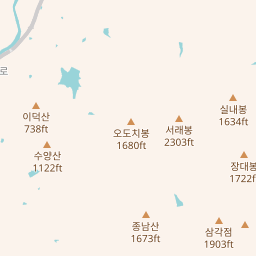 로
실내봉
1634ft
이덕산
738ft
오도치봉
1680ft
서래봉
2303ft
수양산
1122ft
장대봉
1722ft
종남산
1673ft
삼각점
1903ft